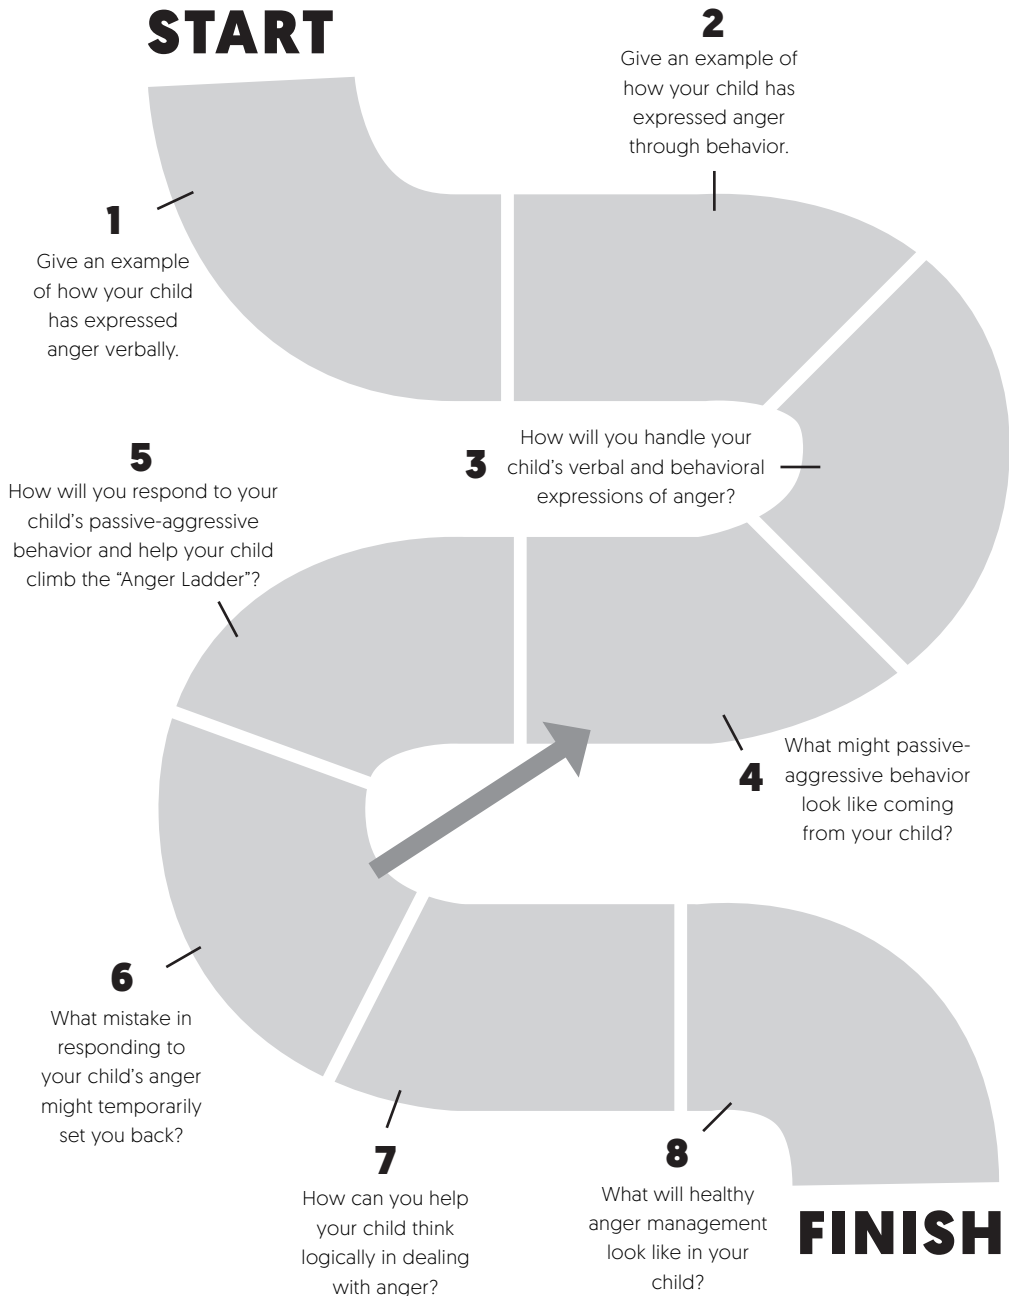 START
1
Give an example
of how your child
has expressed
anger verbally.
2
Give an example of
how your child has
expressed anger
through behavior.
3
How will you handle your
child’s verbal and behavioral
expressions of anger?
4
What might passive-
aggressive behavior
look like coming
from your child?
5
How will you respond to your
child’s passive-aggressive
behavior and help your child
climb the “Anger Ladder”?
6
What mistake in
responding to
your child’s anger
might temporarily
set you back?
7
How can you help
your child think
logically in dealing
with anger?
8
What will healthy
anger management
look like in your
child?
FINISH